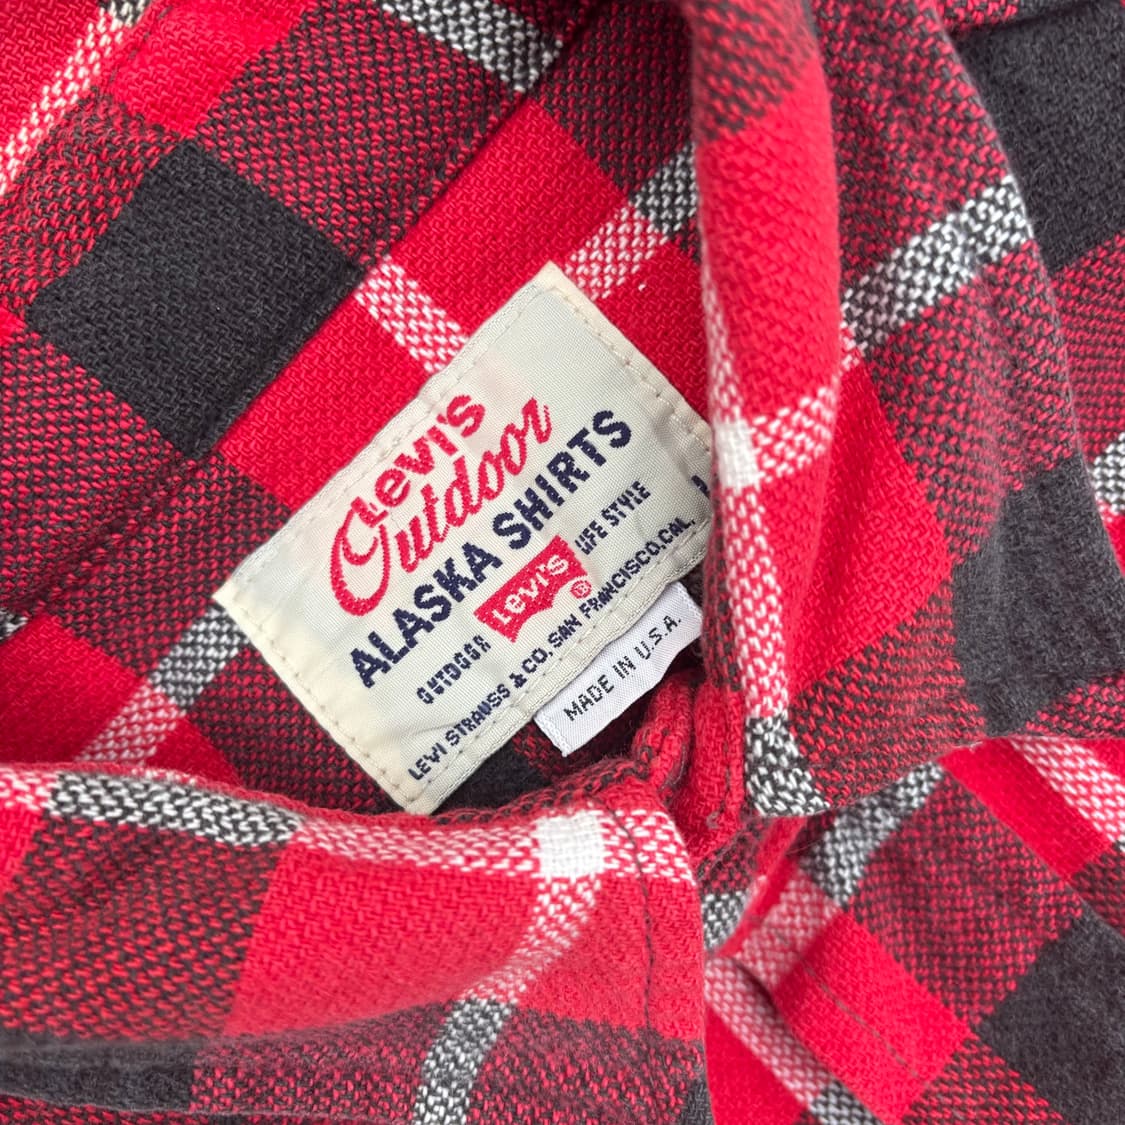 LEVI'S
Outdoor
ALASKA SHIRTS
OUTDOOR LEVI'S ® LIFE STYLE
LEVI STRAUSS & CO. SAN FRANCISCO, CAL.
MADE IN U.S.A.